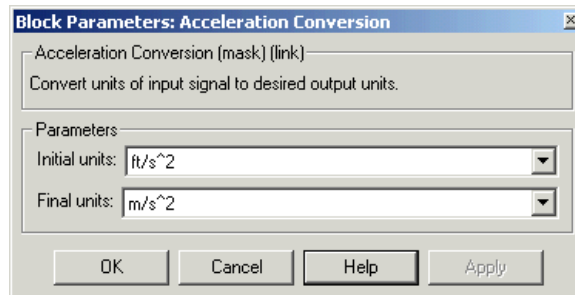 Block Parameters: Acceleration Conversion
Acceleration Conversion (mask) (link)
Convert units of input signal to desired output units.
Parameters
Initial units: ft/s^2
Final units: m/s^2
OK Cancel Help Apply